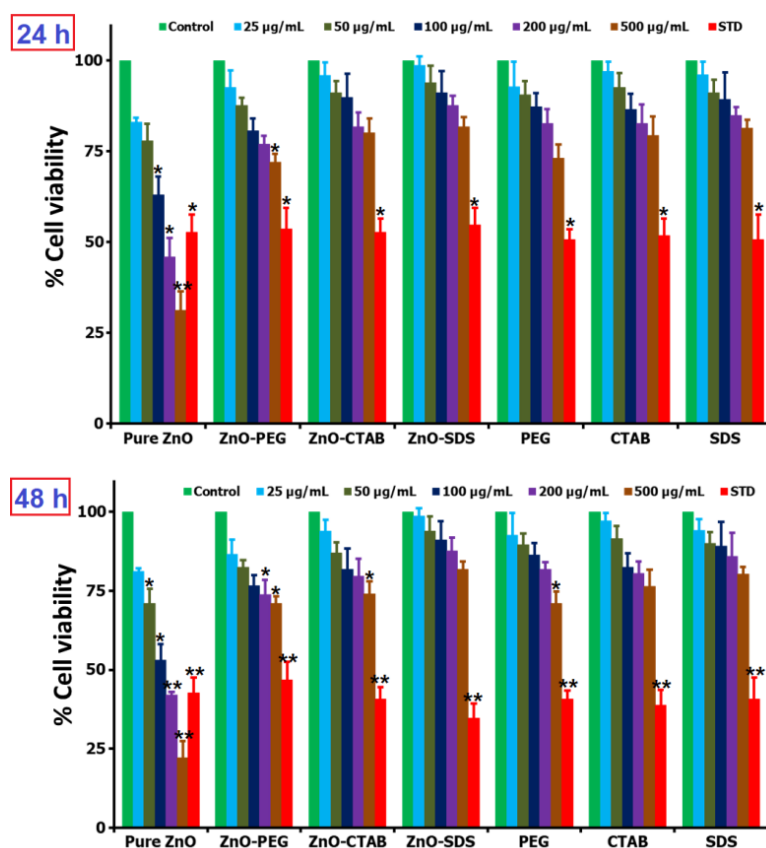 24 h
Control 25 µg/mL 50 µg/mL 100 µg/mL 200 µg/mL 500 µg/mL STD
% Cell viability
100
75
50
25
0
* * ** * * * * * * * *
Pure ZnO ZnO-PEG ZnO-CTAB ZnO-SDS PEG CTAB SDS
48 h
Control 25 µg/mL 50 µg/mL 100 µg/mL 200 µg/mL 500 µg/mL STD
% Cell viability
100
75
50
25
0
* * ** ** ** * * ** * ** ** * ** ** **
Pure ZnO ZnO-PEG ZnO-CTAB ZnO-SDS PEG CTAB SDS